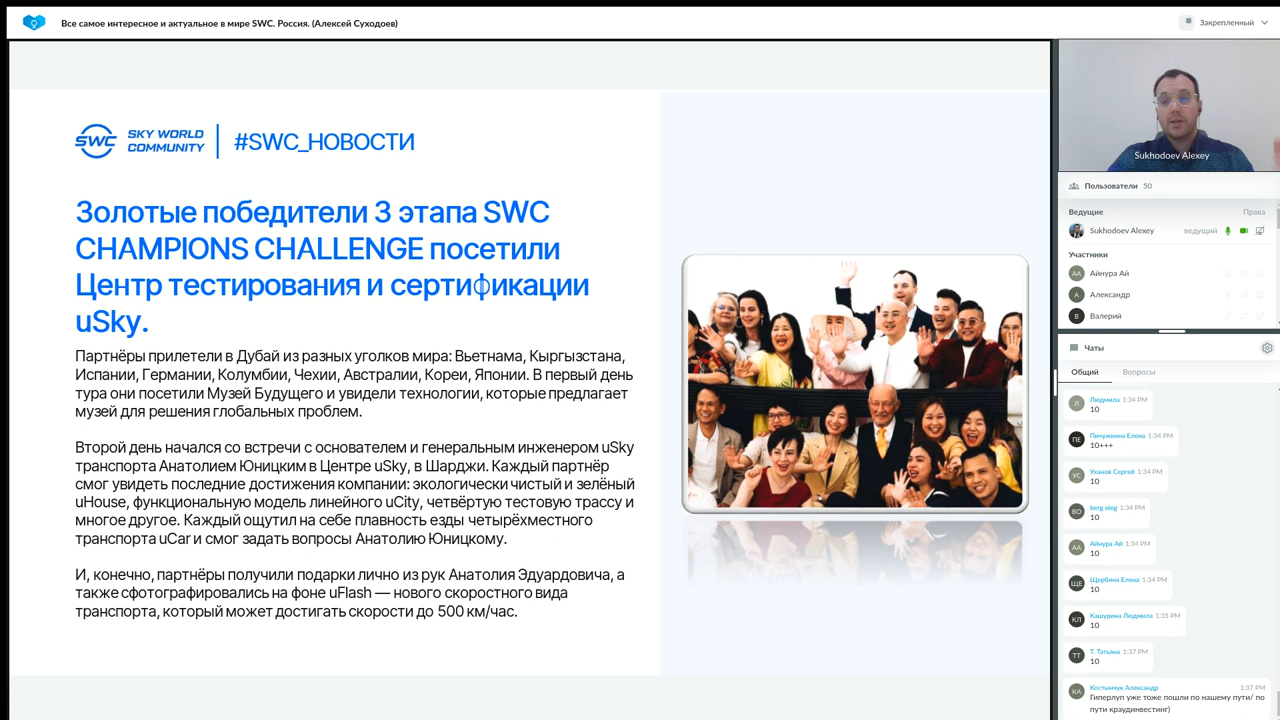 Все самое интересное и актуальное в мире SWC. Россия. (Алексей Суходоев)
Закрепленный
SWC
SKY WORLD
COMMUNITY
#SWC_НОВОСТИ
Золотые победители 3 этапа SWC
CHAMPIONS CHALLENGE посетили
Центр тестирования и сертификации
uSky.
Партнёры прилетели в Дубай из разных уголков мира: Вьетнама, Кыргызстана,
Испании, Германии, Колумбии, Чехии, Австралии, Кореи, Японии. В первый день
тура они посетили Музей Будущего и увидели технологии, которые предлагает
музей для решения глобальных проблем.
Второй день начался со встречи с основателем и генеральным инженером uSky
транспорта Анатолием Юницким в Центре uSky, в Шарджи. Каждый партнёр
смог увидеть последние достижения компании: экологически чистый и зелёный
uHouse, функциональную модель линейного uCity, четвёртую тестовую трассу и
многое другое. Каждый ощутил на себе плавность езды четырёхместного
транспорта uCar и смог задать вопросы Анатолию Юницкому.
И, конечно, партнёры получили подарки лично из рук Анатолия Эдуардовича, а
также сфотографировались на фоне uFlash — нового скоростного вида
транспорта, который может достигать скорости до 500 км/час.
Sukhodoev Alexey
Пользователи 50
Ведущие Права
Sukhodoev Alexey ведущий
Участники
АА Айнура Ай
А Александр
В Валерий
Чаты
Общий Вопросы
Л Людмила 1:34 PM
10
ПЕ Пичужкина Елена 1:34 PM
10+++
УС Уханов Сергей 1:34 PM
10
BO berg oleg 1:34 PM
10
АА Айнура Ай 1:34 PM
10
ЩЕ Щербина Елена 1:34 PM
10
КЛ Кашурина Людмила 1:35 PM
10
ТТ Т. Татьяна 1:37 PM
10
КА Костынчук Александр 1:37 PM
Гиперлуп уже тоже пошли по нашему пути/ по
пути краудинвестинг)